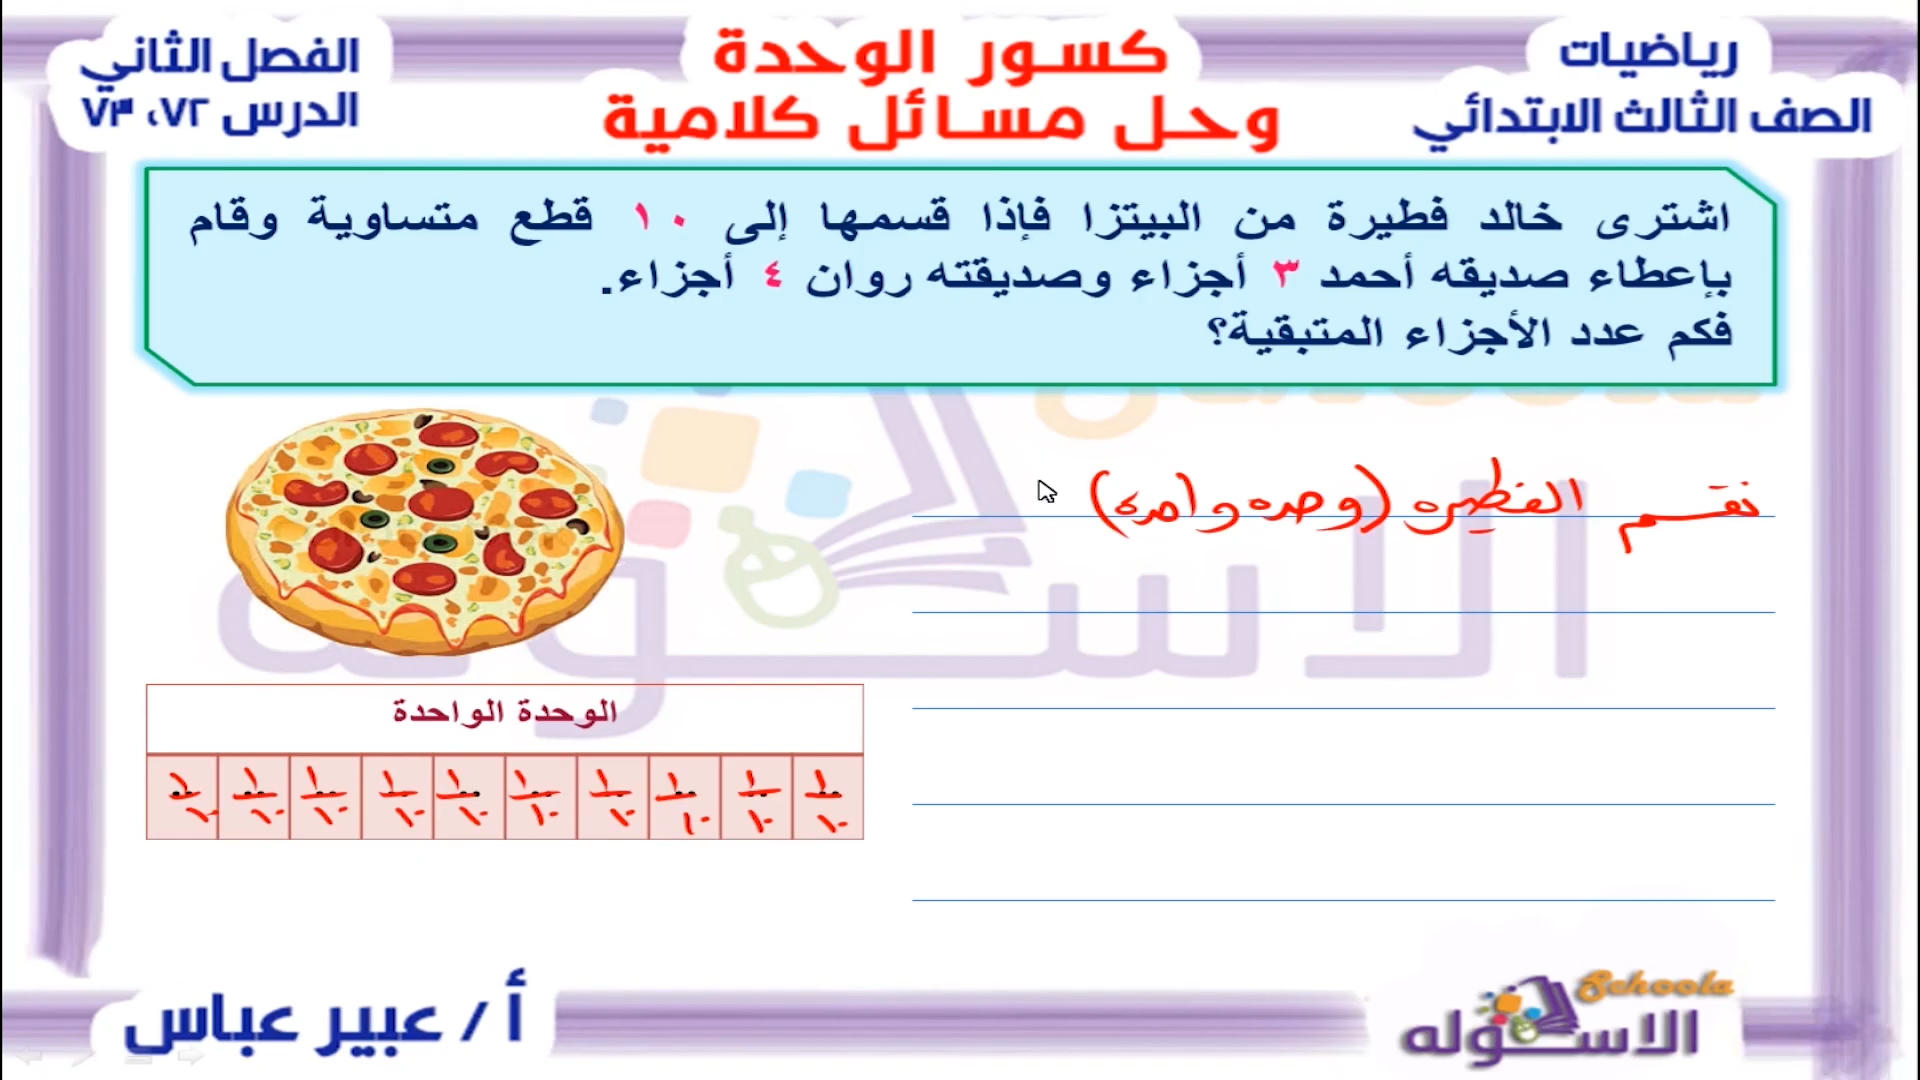 رياضيات
الصف الثالث الابتدائي
كسور الوحدة
وحل مسائل كلامية
الفصل الثاني
الدرس ٧٢، ٧٣
اشترى خالد فطيرة من البيتزا فإذا قسمها إلى ١٠ قطع متساوية وقام
بإعطاء صديقه أحمد ٣ أجزاء وصديقته روان ٤ أجزاء.
فكم عدد الأجزاء المتبقية؟
نقسم الفطيره (وحده واحدة)
الوحدة الواحدة
١/١٠ ١/١٠ ١/١٠ ١/١٠ ١/١٠ ١/١٠ ١/١٠ ١/١٠ ١/١٠ ١/١٠
الاسكوله
Schoola
أ / عبير عباس